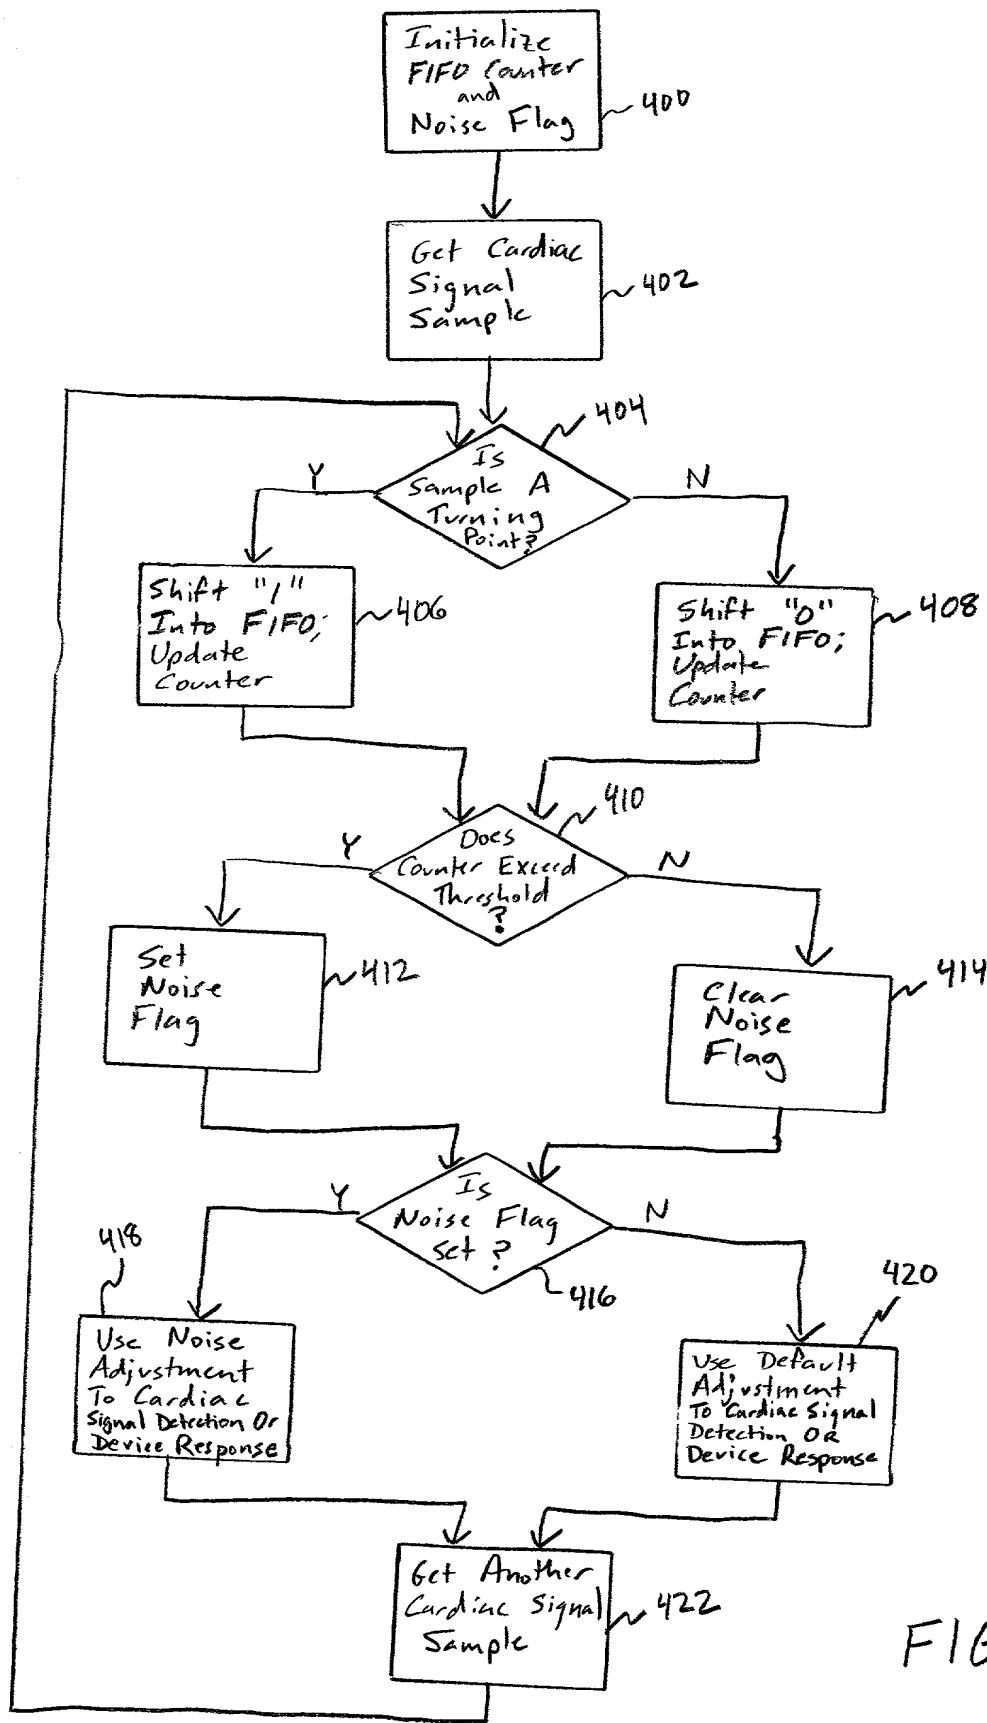 Initialize
FIFO Counter
and
Noise Flag
400
Get Cardiac
Signal
Sample
402
404
Is
Sample A
Turning
Point?
Y
N
Shift "1"
Into FIFO;
Update
Counter
406
Shift "0"
Into FIFO;
Update
Counter
408
410
Does
Counter Exceed
Threshold
?
Y
N
Set
Noise
Flag
412
Clear
Noise
Flag
414
Is
Noise Flag
Set?
Y
N
416
418
Use Noise
Adjustment
To Cardiac
Signal Detection Or
Device Response
420
Use Default
Adjustment
To Cardiac Signal
Detection OR
Device Response
Get Another
Cardiac Signal
Sample
422